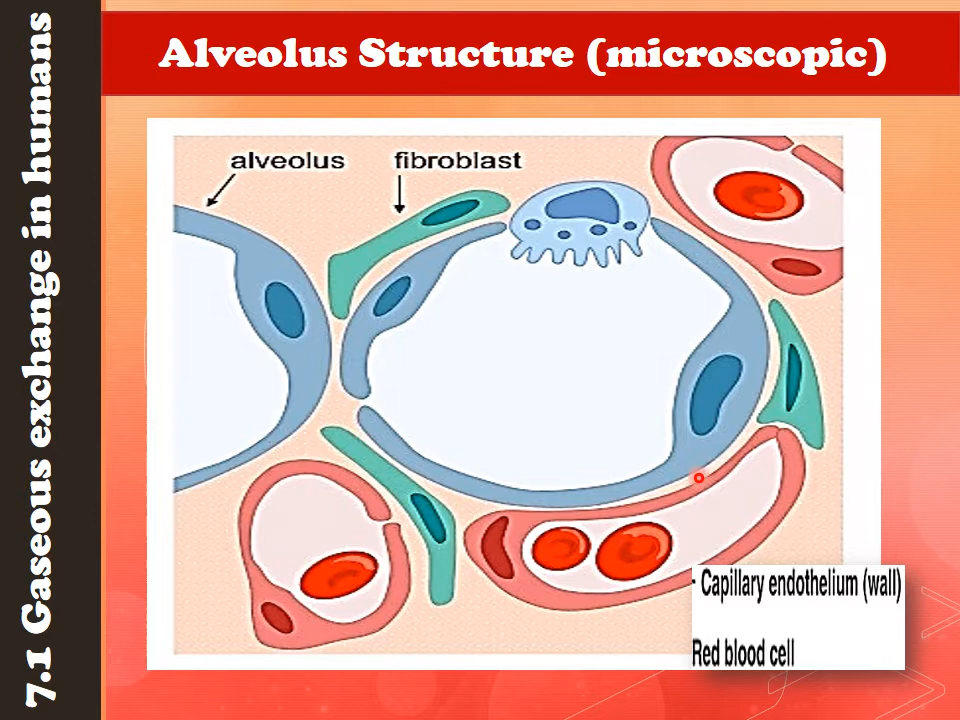 7.1 Gaseous exchange in humans
Alveolus Structure (microscopic)
alveolus
fibroblast
- Capillary endothelium (wall)
Red blood cell